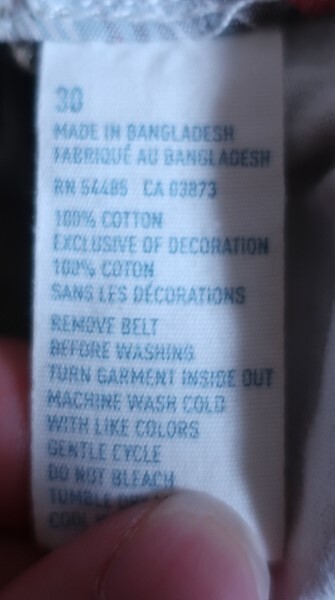 30
MADE IN BANGLADESH
FABRIQUÉ AU BANGLADESH
RN 54485 CA 03873
100% COTTON
EXCLUSIVE OF DECORATION
100% COTON
SANS LES DÉCORATIONS
REMOVE BELT
BEFORE WASHING
TURN GARMENT INSIDE OUT
MACHINE WASH COLD
WITH LIKE COLORS
GENTLE CYCLE
DO NOT BLEACH
TUMBLE
COOL